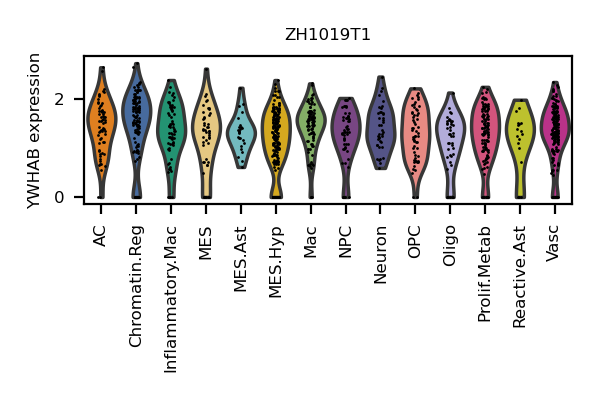 ZH1019T1
YWHAB expression
2
0
AC
Chromatin.Reg
Inflammatory.Mac
MES
MES.Ast
MES.Hyp
Mac
NPC
Neuron
OPC
Oligo
Prolif.Metab
Reactive.Ast
Vasc